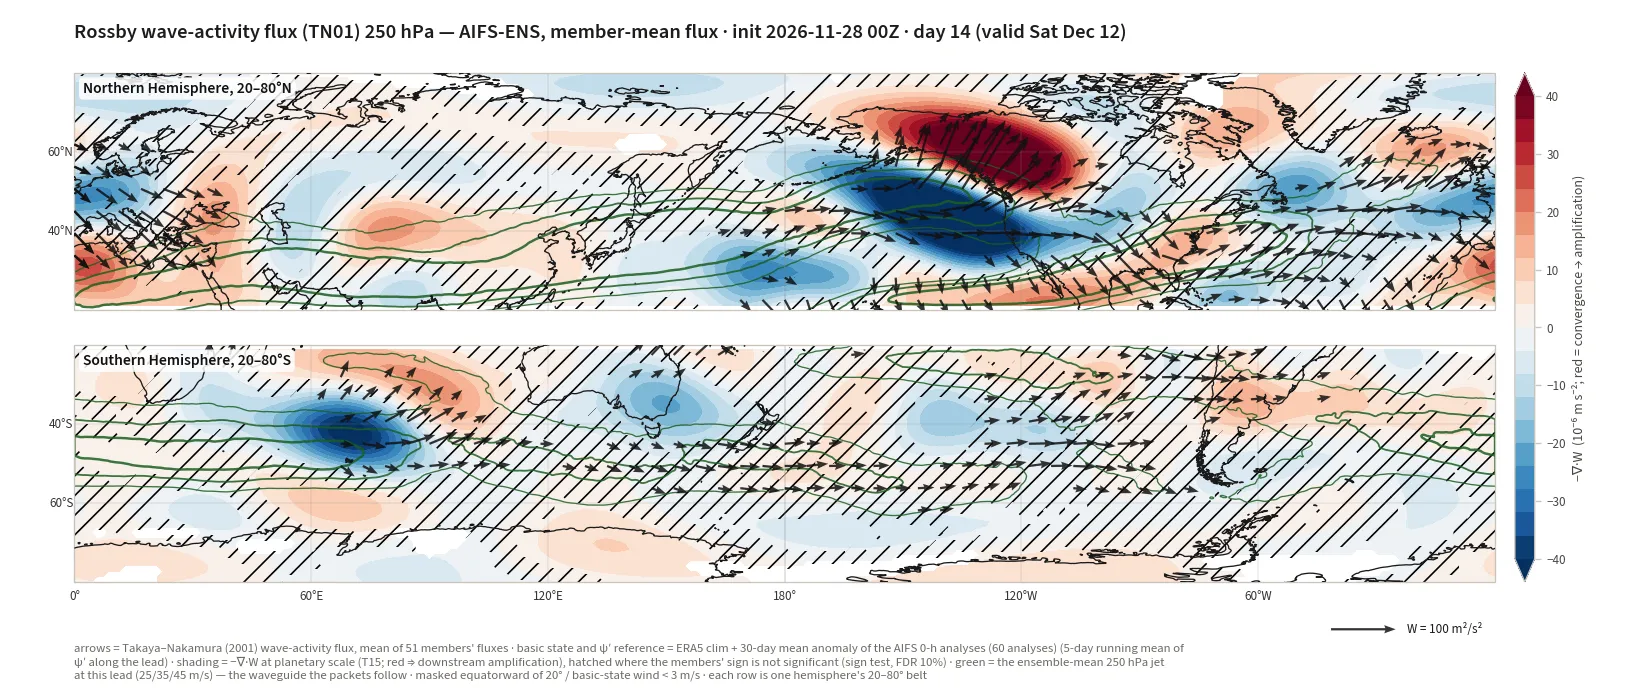 Rossby wave-activity flux (TN01) 250 hPa — AIFS-ENS, member-mean flux · init 2026-11-28 00Z · day 14 (valid Sat Dec 12)
Northern Hemisphere, 20–80°N
60°N
40°N
Southern Hemisphere, 20–80°S
40°S
60°S
0°
60°E
120°E
180°
120°W
60°W
40
30
20
10
0
−10
−20
−30
−40
−∇·W (10⁻⁶ m s⁻²; red = convergence → amplification)
W = 100 m²/s²
arrows = Takaya–Nakamura (2001) wave-activity flux, mean of 51 members' fluxes · basic state and ψ' reference = ERA5 clim + 30-day mean anomaly of the AIFS 0-h analyses (60 analyses) (5-day running mean of
ψ' along the lead) · shading = −∇·W at planetary scale (T15; red ⇒ downstream amplification), hatched where the members' sign is not significant (sign test, FDR 10%) · green = the ensemble-mean 250 hPa jet
at this lead (25/35/45 m/s) — the waveguide the packets follow · masked equatorward of 20° / basic-state wind < 3 m/s · each row is one hemisphere's 20–80° belt